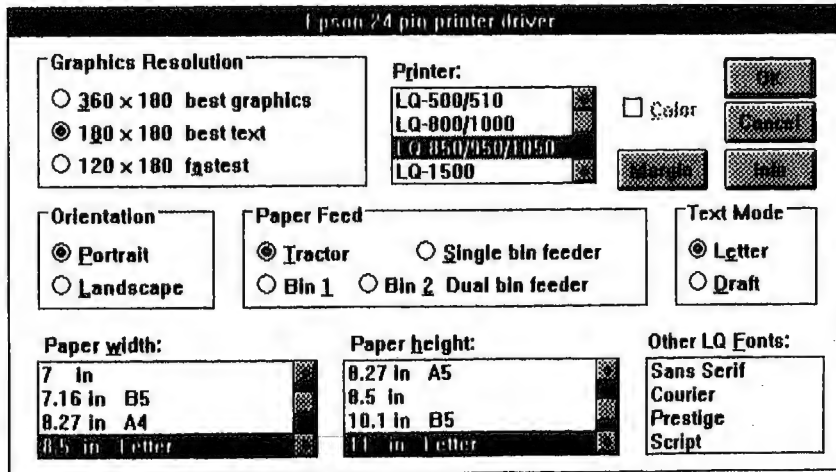 Epson 24 pin printer driver
Graphics Resolution
360 x 180 best graphics
180 x 180 best text
120 x 180 fastest
Printer:
LQ-500/510
LQ-800/1000
LQ-850/950/1050
LQ-1500
Color
OK
Cancel
Margin
Info
Orientation
Portrait
Landscape
Paper Feed
Tractor
Single bin feeder
Bin 1
Bin 2 Dual bin feeder
Text Mode
Letter
Draft
Paper width:
7 in
7.16 in B5
8.27 in A4
8.5 in Letter
Paper height:
8.27 in A5
8.5 in
10.1 in B5
11 in Letter
Other LQ Fonts:
Sans Serif
Courier
Prestige
Script